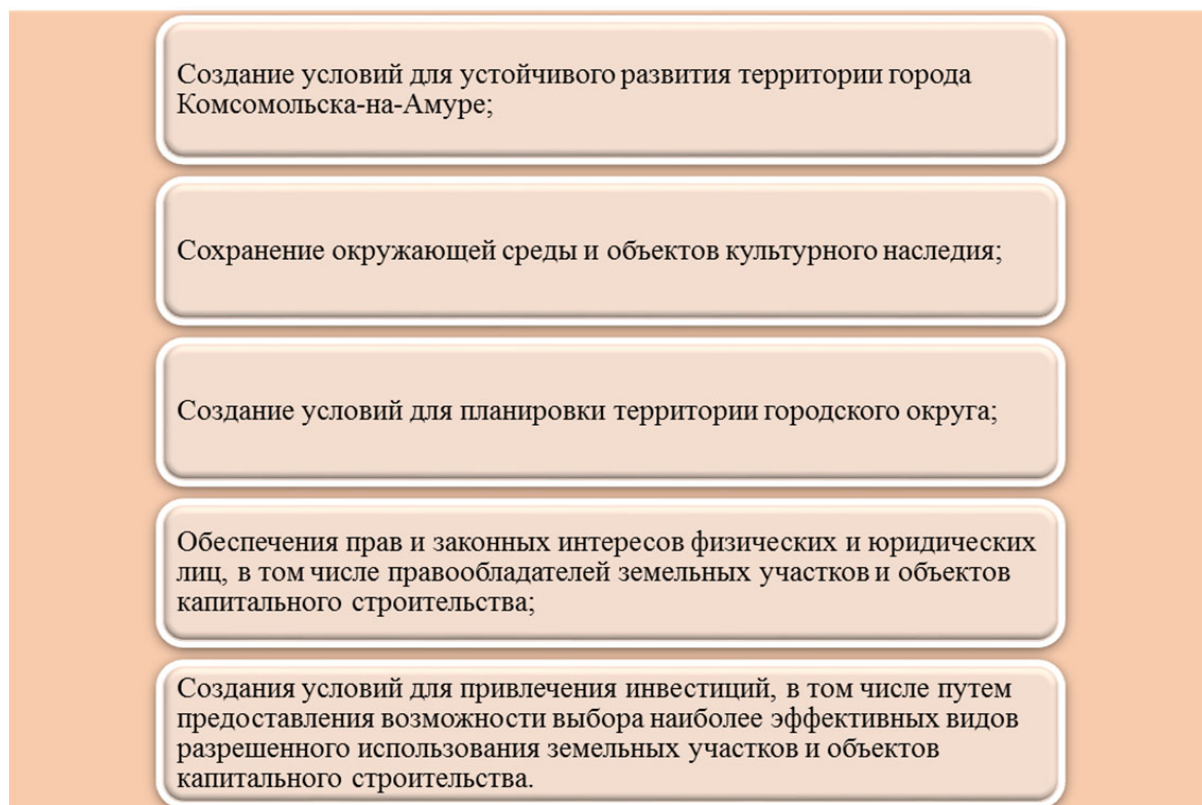 Создание условий для устойчивого развития территории города
Комсомольска-на-Амуре;
Сохранение окружающей среды и объектов культурного наследия;
Создание условий для планировки территории городского округа;
Обеспечения прав и законных интересов физических и юридических
лиц, в том числе правообладателей земельных участков и объектов
капитального строительства;
Создания условий для привлечения инвестиций, в том числе путем
предоставления возможности выбора наиболее эффективных видов
разрешенного использования земельных участков и объектов
капитального строительства.